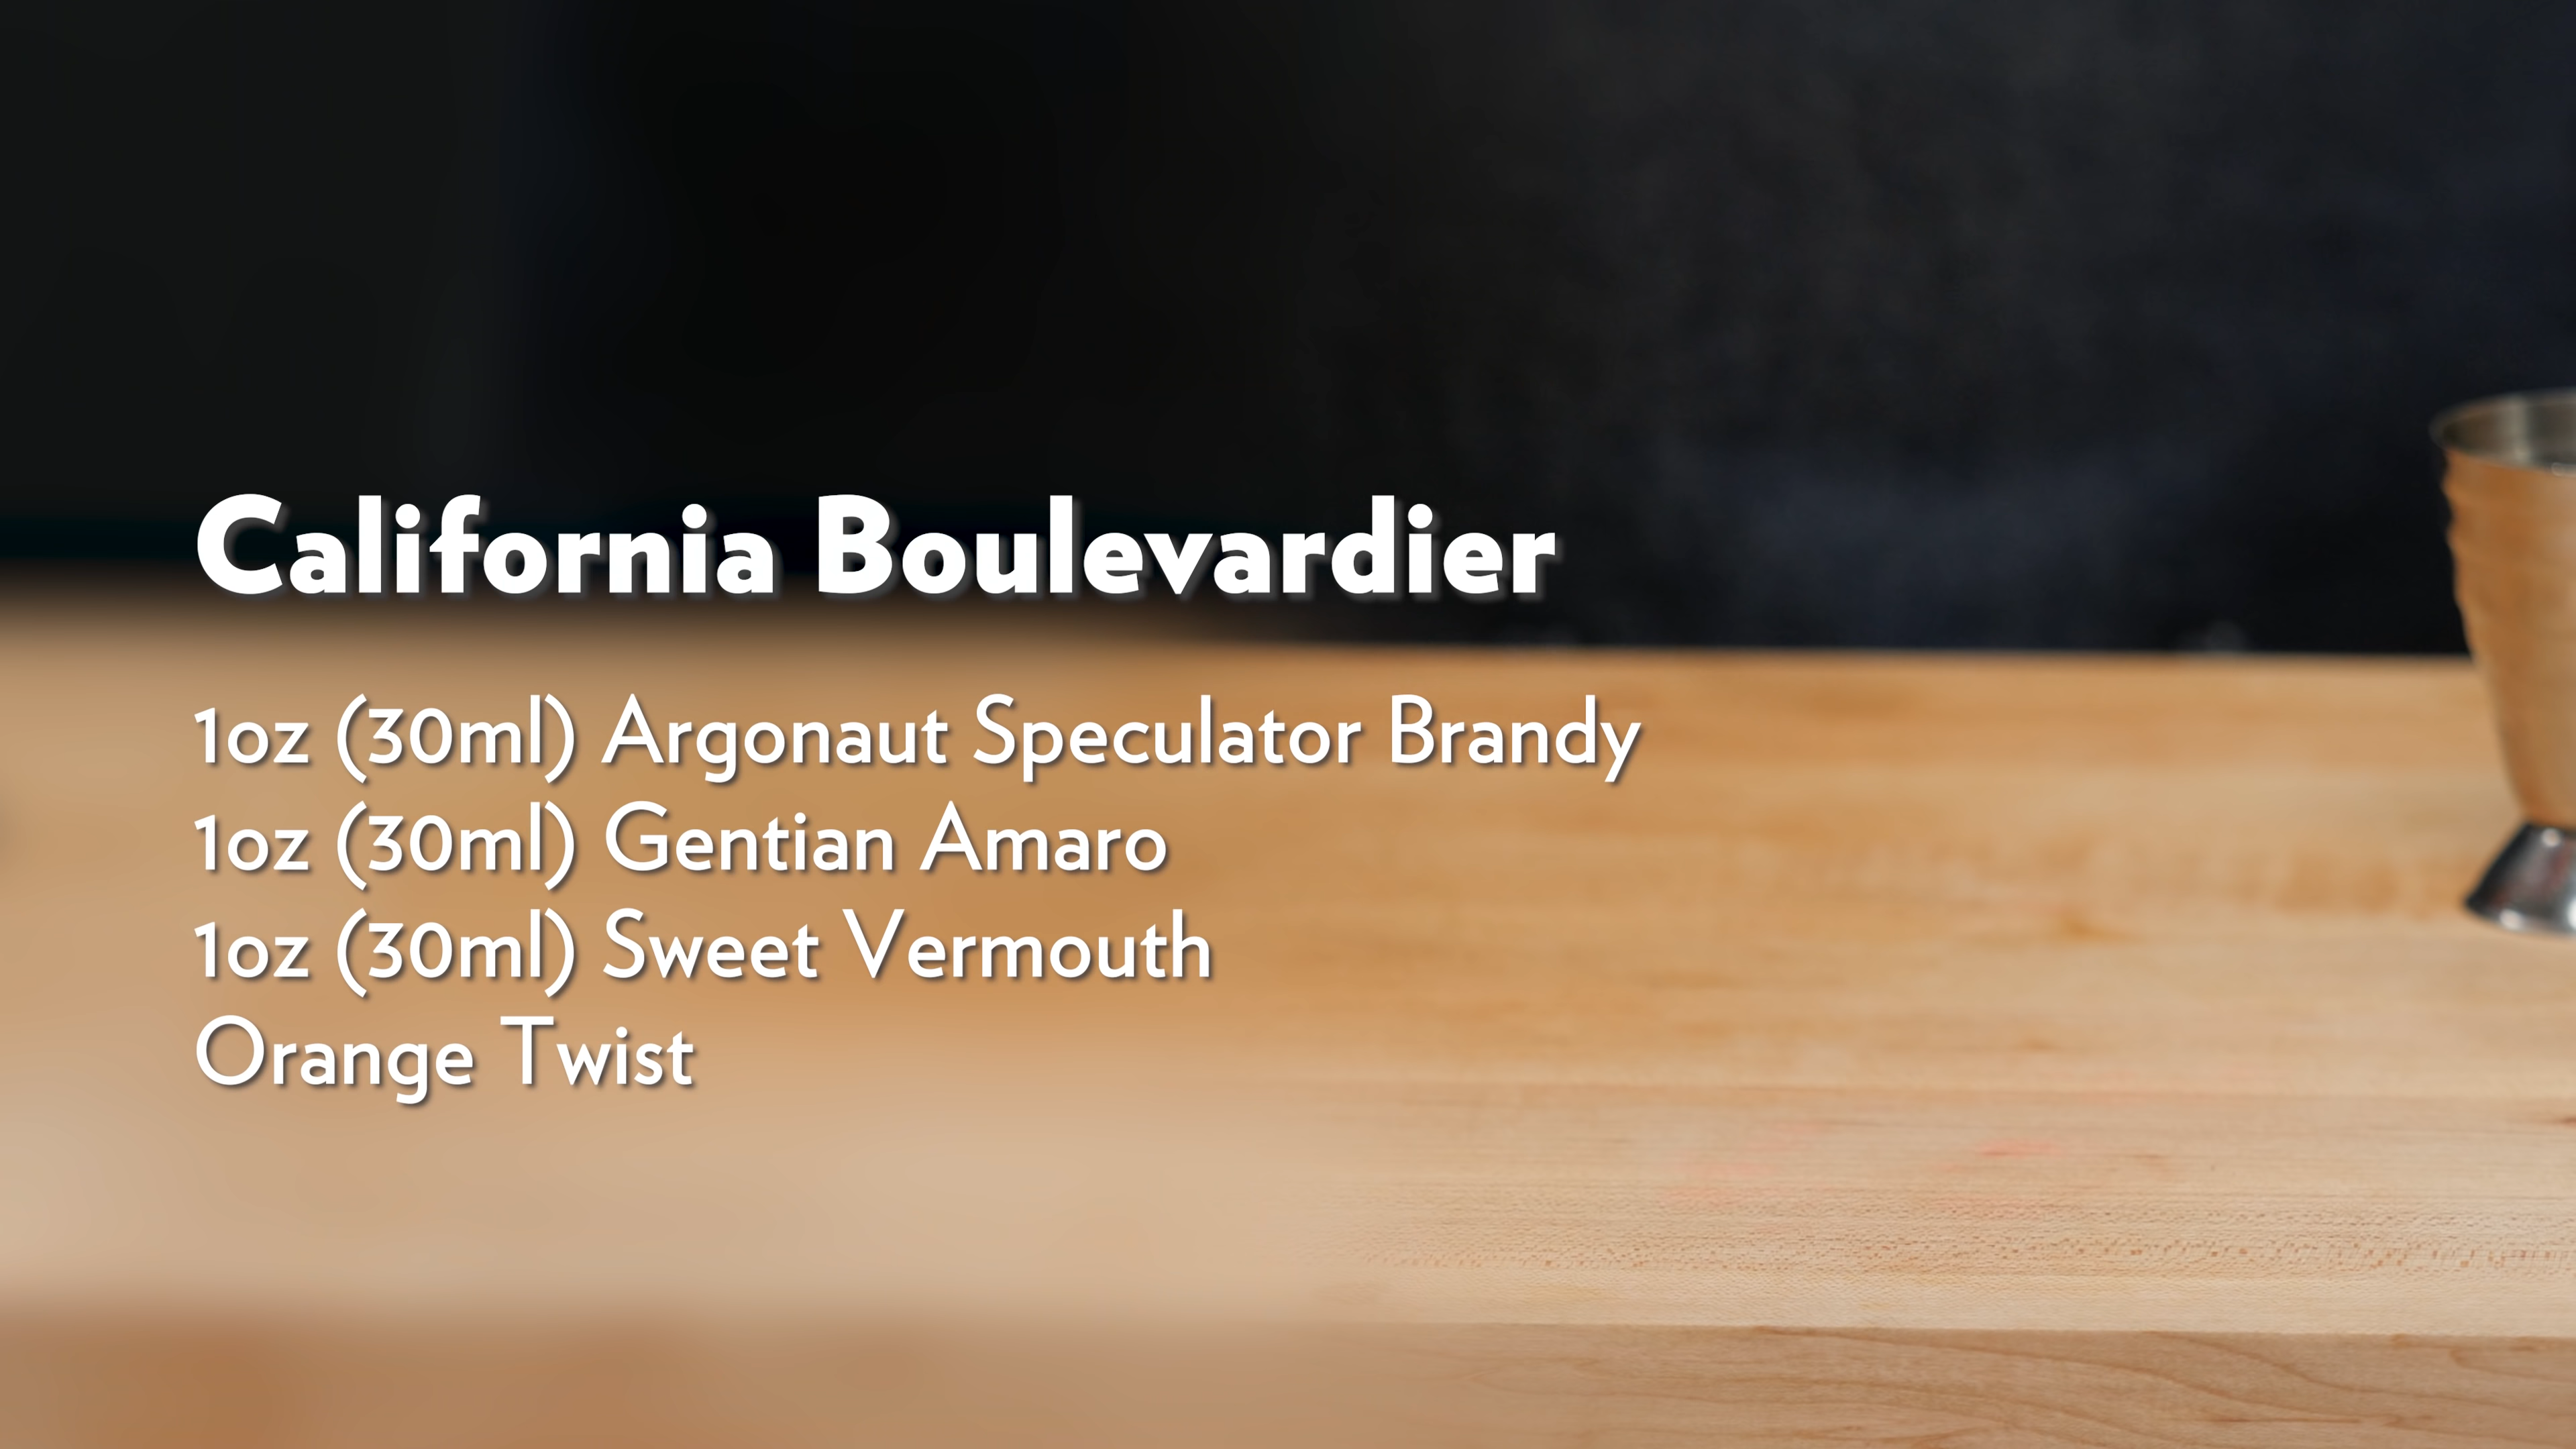 California Boulevardier
1oz (30ml) Argonaut Speculator Brandy
1oz (30ml) Gentian Amaro
1oz (30ml) Sweet Vermouth
Orange Twist